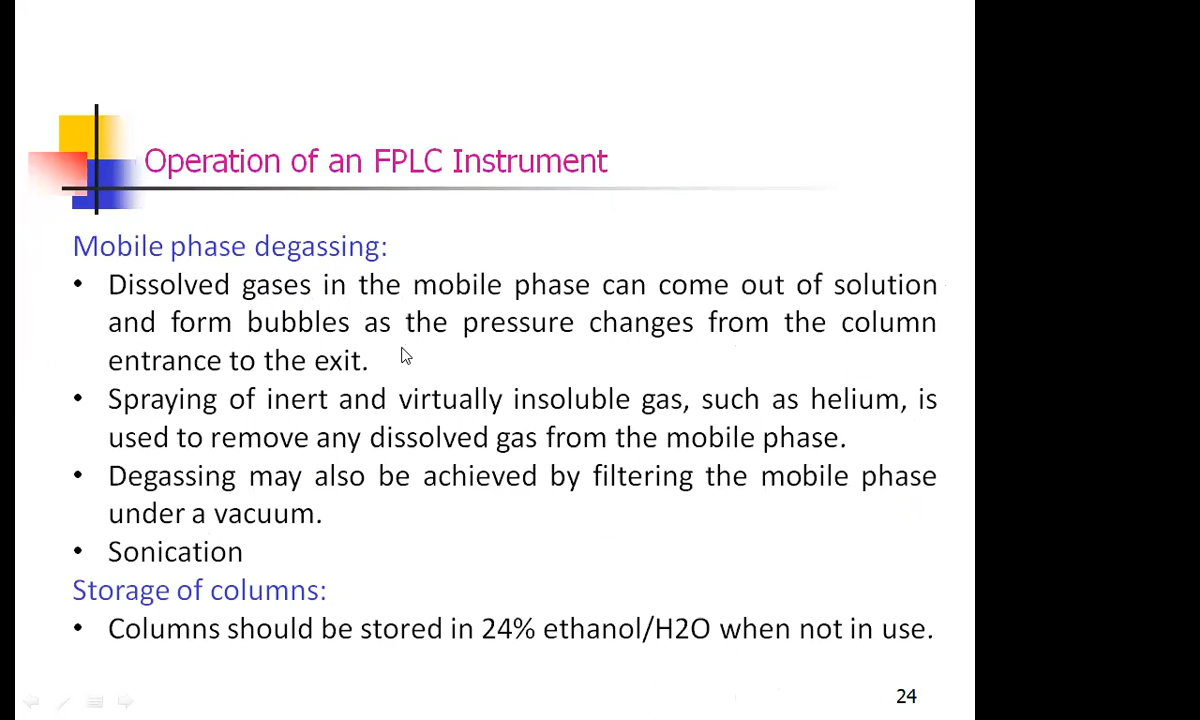 Operation of an FPLC Instrument
Mobile phase degassing:
• Dissolved gases in the mobile phase can come out of solution
and form bubbles as the pressure changes from the column
entrance to the exit.
• Spraying of inert and virtually insoluble gas, such as helium, is
used to remove any dissolved gas from the mobile phase.
• Degassing may also be achieved by filtering the mobile phase
under a vacuum.
• Sonication
Storage of columns:
• Columns should be stored in 24% ethanol/H2O when not in use.
24